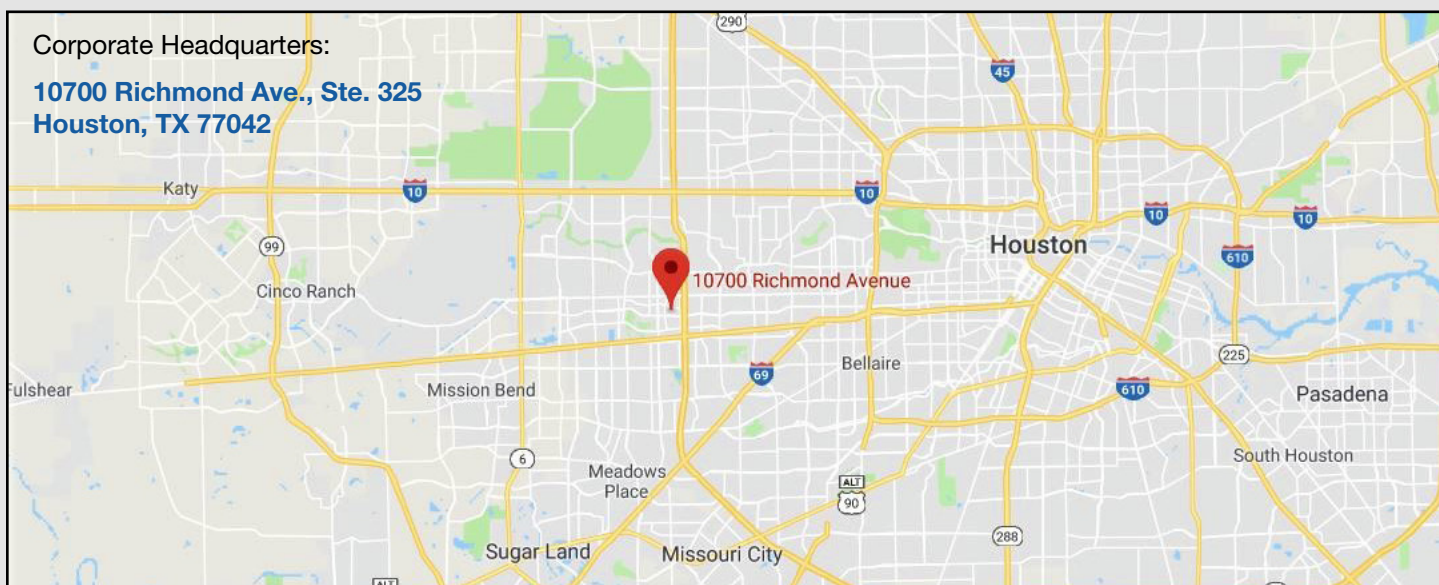 Corporate Headquarters:
10700 Richmond Ave., Ste. 325
Houston, TX 77042
290
45
Katy
10
10
10
10
99
Houston
610
10700 Richmond Avenue
Cinco Ranch
225
Bellaire
69
Fulshear
Mission Bend
610
Pasadena
6
South Houston
Meadows
Place
ALT
90
288
Sugar Land
Missouri City
ALT